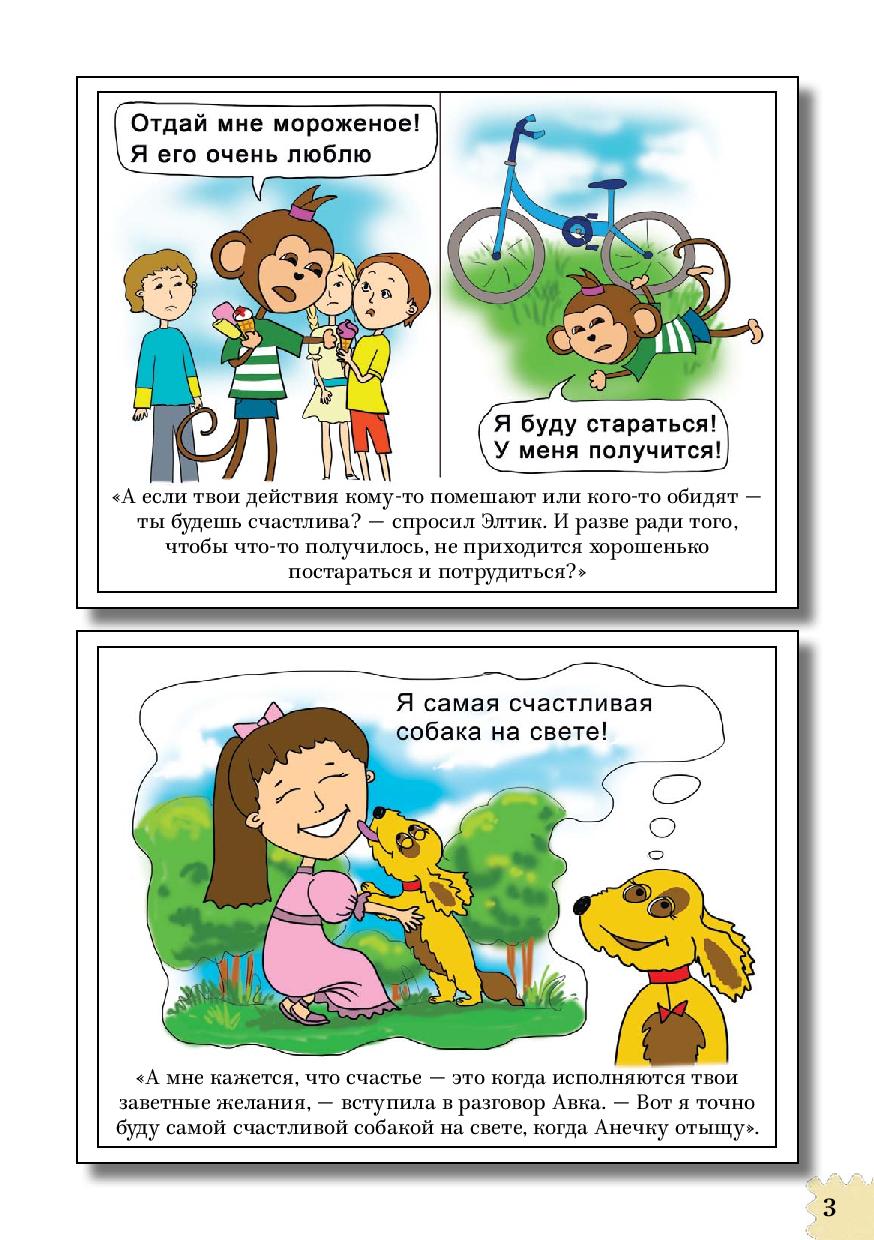 Отдай мне мороженое!
Я его очень люблю
Я буду стараться!
У меня получится!
«А если твои действия кому-то помешают или кого-то обидят —
ты будешь счастлива? — спросил Элтик. И разве ради того,
чтобы что-то получилось, не приходится хорошенько
постараться и потрудиться?»
Я самая счастливая
собака на свете!
«А мне кажется, что счастье — это когда исполняются твои
заветные желания, — вступила в разговор Авка. — Вот я точно
буду самой счастливой собакой на свете, когда Анечку отыщу».
3